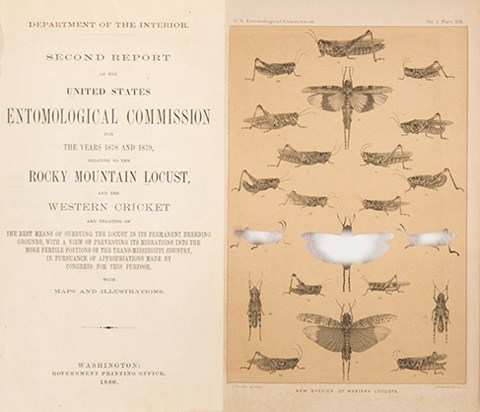 DEPARTMENT OF THE INTERIOR.
SECOND REPORT
OF THE
UNITED STATES
ENTOMOLOGICAL COMMISSION
FOR
THE YEARS 1878 AND 1879,
RELATING TO THE
ROCKY MOUNTAIN LOCUST,
AND THE
WESTERN CRICKET
AND TREATING OF
THE BEST MEANS OF SUBDUING THE LOCUST IN ITS PERMANENT BREEDING
GROUNDS, WITH A VIEW OF PREVENTING ITS MIGRATIONS INTO THE
MORE FERTILE PORTIONS OF THE TRANS-MISSISSIPPI COUNTRY,
IN PURSUANCE OF APPROPRIATIONS MADE BY
CONGRESS FOR THIS PURPOSE,
WITH
MAPS AND ILLUSTRATIONS.
WASHINGTON:
GOVERNMENT PRINTING OFFICE.
1880.
U. S. Entomological Commission
Vol. 2 Plate
NEW SPECIES OF WESTERN LOCUSTS.